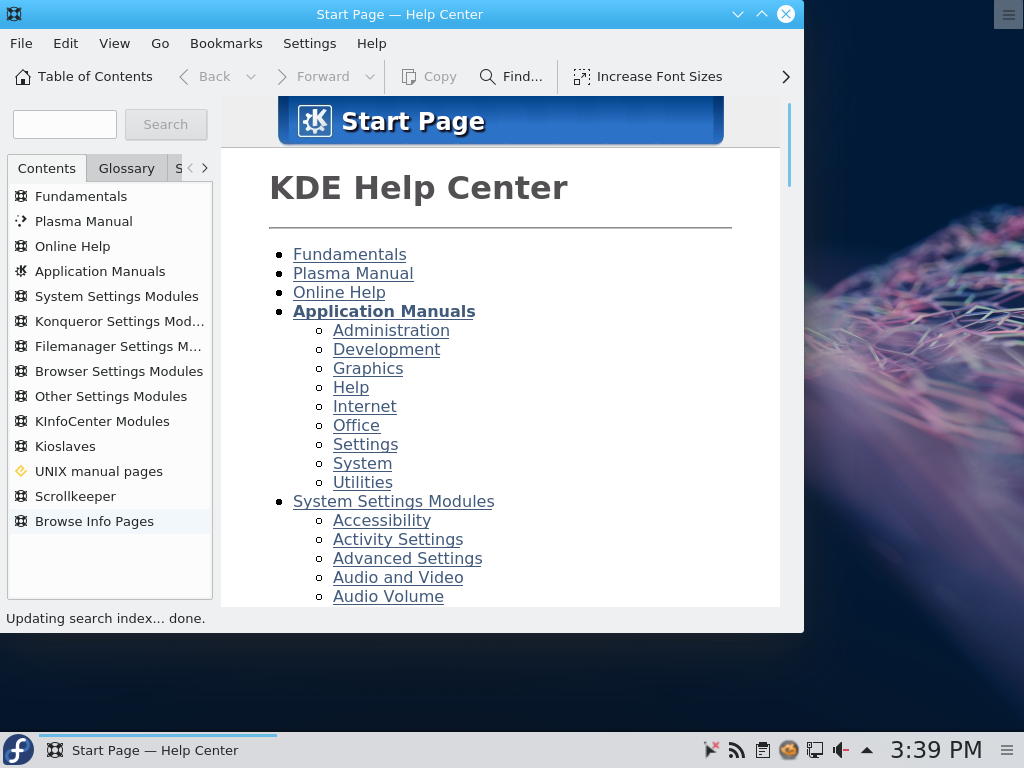 Start Page — Help Center
File Edit View Go Bookmarks Settings Help
Table of Contents Back Forward Copy Find... Increase Font Sizes
Search
Contents Glossary S
Fundamentals
Plasma Manual
Online Help
Application Manuals
System Settings Modules
Konqueror Settings Mod...
Filemanager Settings M...
Browser Settings Modules
Other Settings Modules
KInfoCenter Modules
Kioslaves
UNIX manual pages
Scrollkeeper
Browse Info Pages
Start Page
KDE Help Center
Fundamentals
Plasma Manual
Online Help
Application Manuals
Administration
Development
Graphics
Help
Internet
Office
Settings
System
Utilities
System Settings Modules
Accessibility
Activity Settings
Advanced Settings
Audio and Video
Audio Volume
Updating search index... done.
Start Page — Help Center
3:39 PM